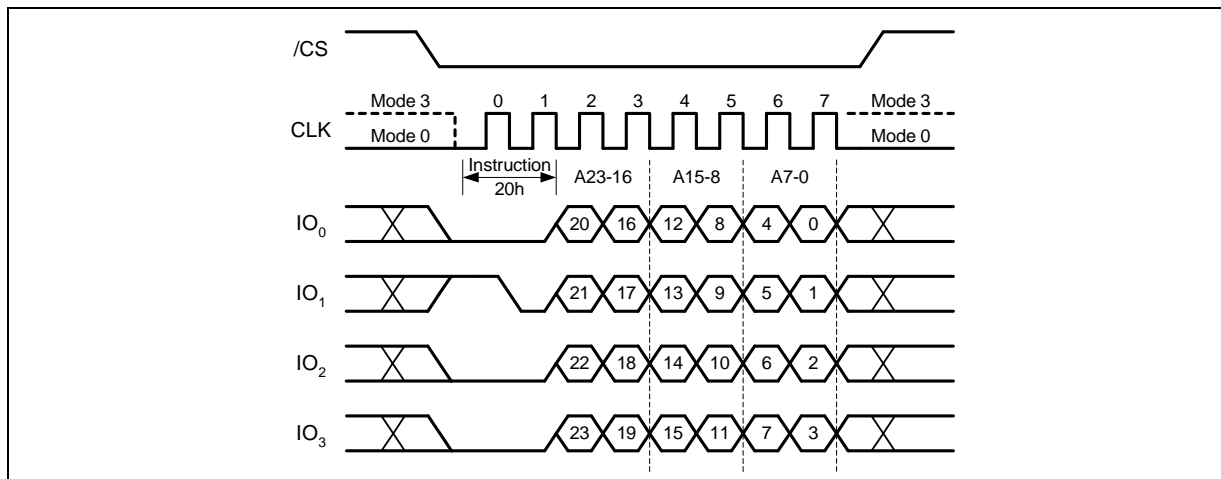 /CS
Mode 3 0 1 2 3 4 5 6 7 Mode 3
CLK
Mode 0 Mode 0
Instruction
20h
A23-16 A15-8 A7-0
IO0 20 16 12 8 4 0
IO1 21 17 13 9 5 1
IO2 22 18 14 10 6 2
IO3 23 19 15 11 7 3